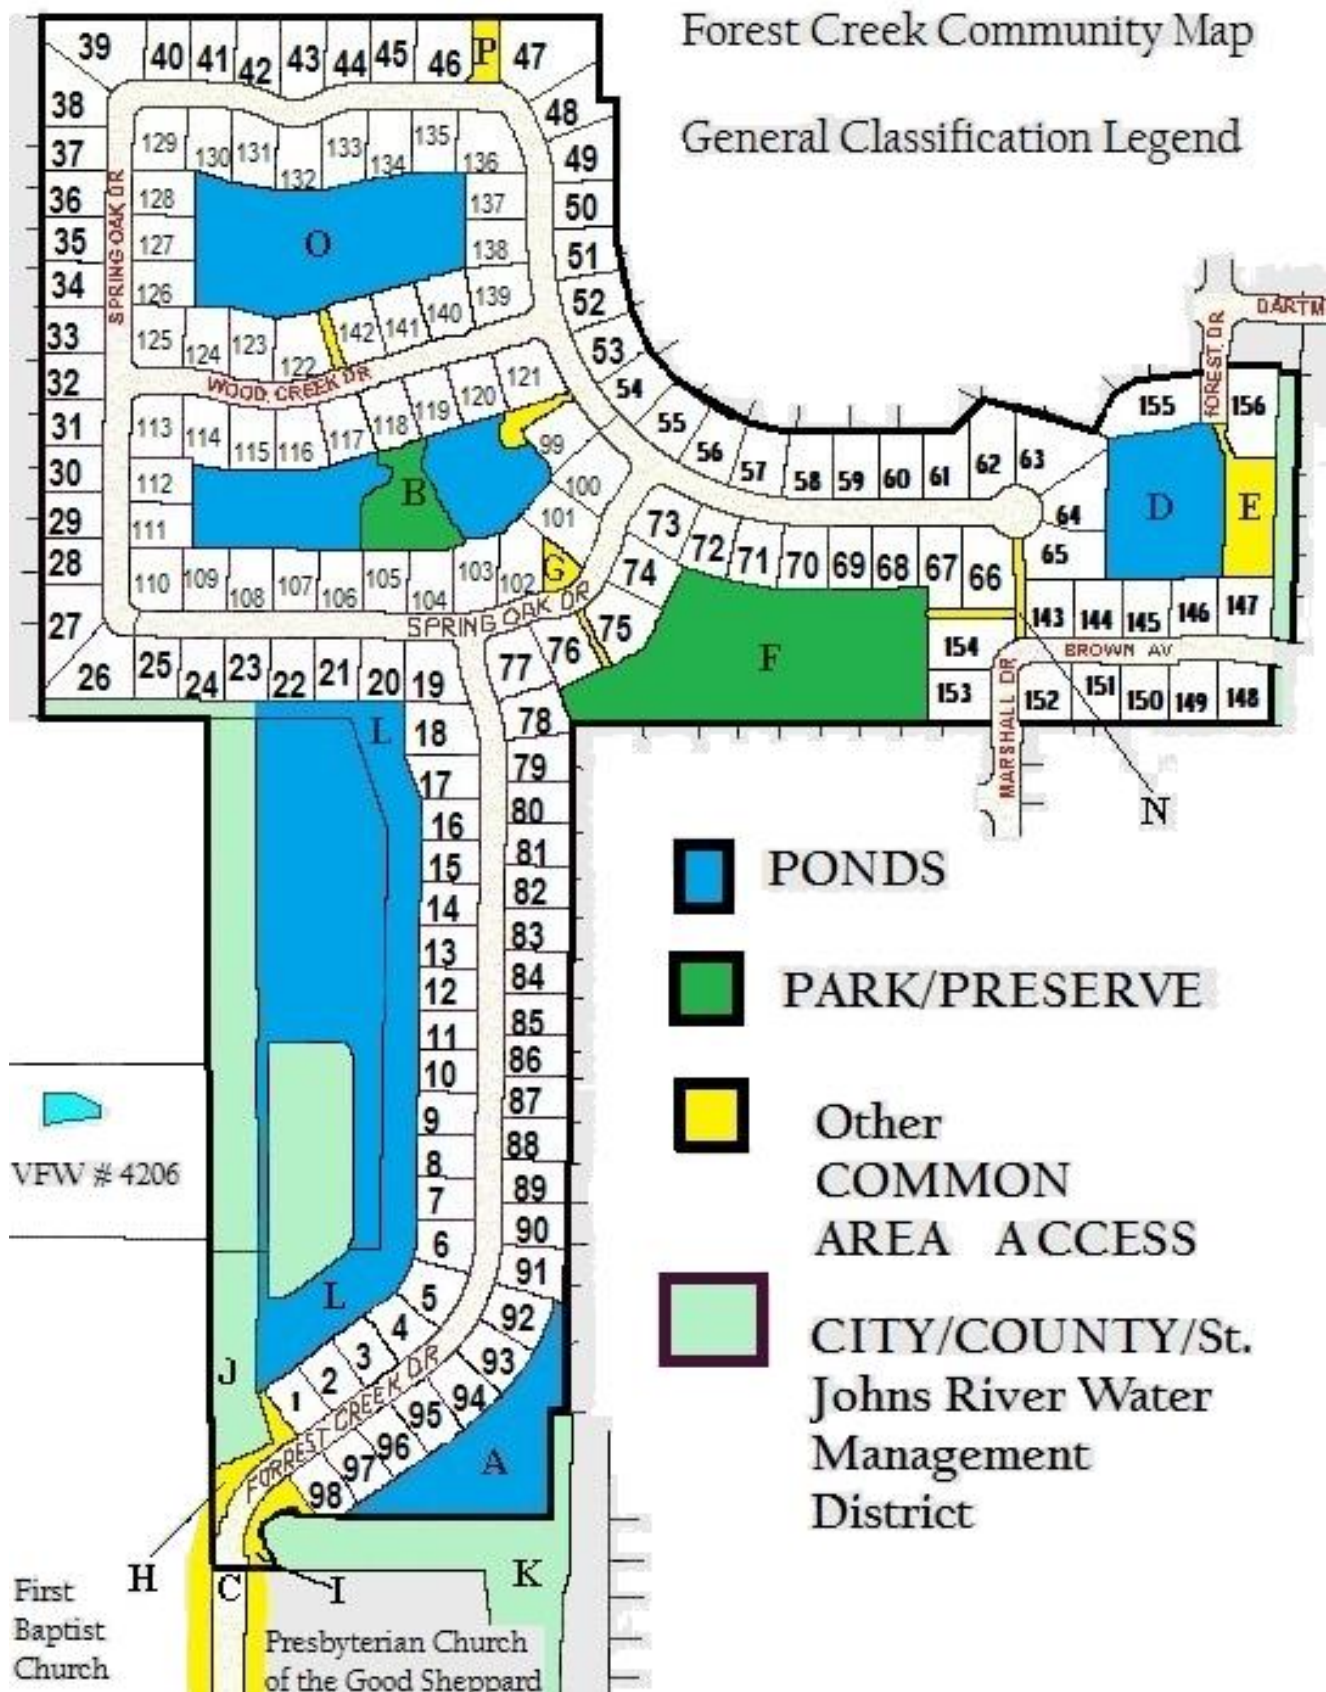 Forest Creek Community Map
General Classification Legend
39 40 41 42 43 44 45 46 P 47
38 48
129 130 131 132 133 134 135 136
37 49
36 128 137 50
SPRING OAK DR
35 127 O 138 51
34 126 139 52
33 125 124 123 122 142 141 140 53
WOOD CREEK DR
32 121 54
31 113 114 115 116 117 118 119 120 99 55 56 57 58 59 60 61 62 63
30 112 B 100 64
29 111 101 73 72 71 70 69 68 67 66 65
28 110 109 108 107 106 105 104 103 102 G 74
SPRING OAK DR
27 75
26 25 24 23 22 21 20 19 77 76 F
DARTM
FOREST DR
155 156
D E
143 144 145 146 147
154 BROWN AV
153 152 151 150 149 148
MARSHALL DR
N
L 18 78
17 79
16 80
15 81
14 82
13 83
12 84
11 85
10 86
9 87
8 88
7 89
6 90
5 91
L 4 92
J 1 2 3 93
FORREST CREEK DR
98 97 96 95 94 A
H C I K
VFW # 4206
First
Baptist
Church
Presbyterian Church
of the Good Sheppard
PONDS
PARK/PRESERVE
Other
COMMON
AREA ACCESS
CITY/COUNTY/St.
Johns River Water
Management
District